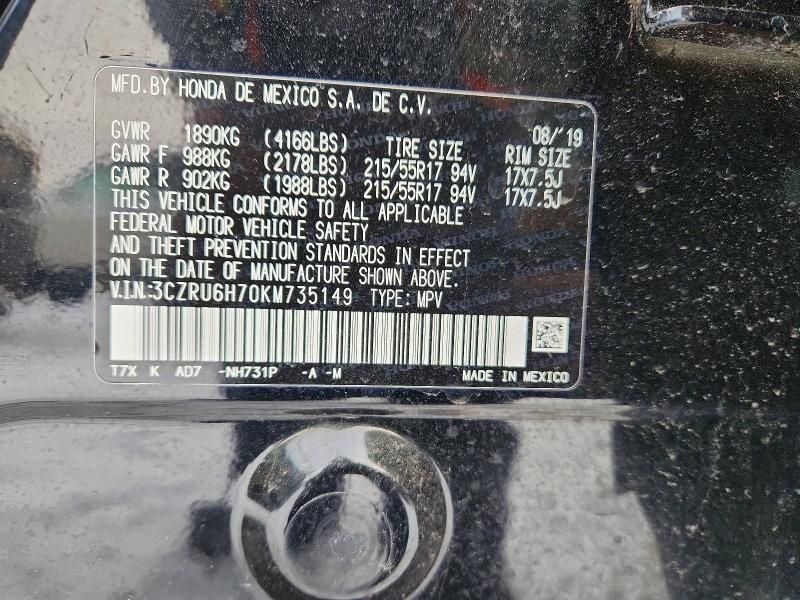 MFD. BY HONDA DE MEXICO S.A. DE C.V.
08/'19
GVWR 1890KG (4166LBS) TIRE SIZE RIM SIZE
GAWR F 988KG (2178LBS) 215/55R17 94V 17X7.5J
GAWR R 902KG (1988LBS) 215/55R17 94V 17X7.5J
THIS VEHICLE CONFORMS TO ALL APPLICABLE
FEDERAL MOTOR VEHICLE SAFETY
AND THEFT PREVENTION STANDARDS IN EFFECT
ON THE DATE OF MANUFACTURE SHOWN ABOVE.
V.I.N.:3CZRU6H70KM735149 TYPE: MPV
T7X K AD7 -NH731P -A -M MADE IN MEXICO